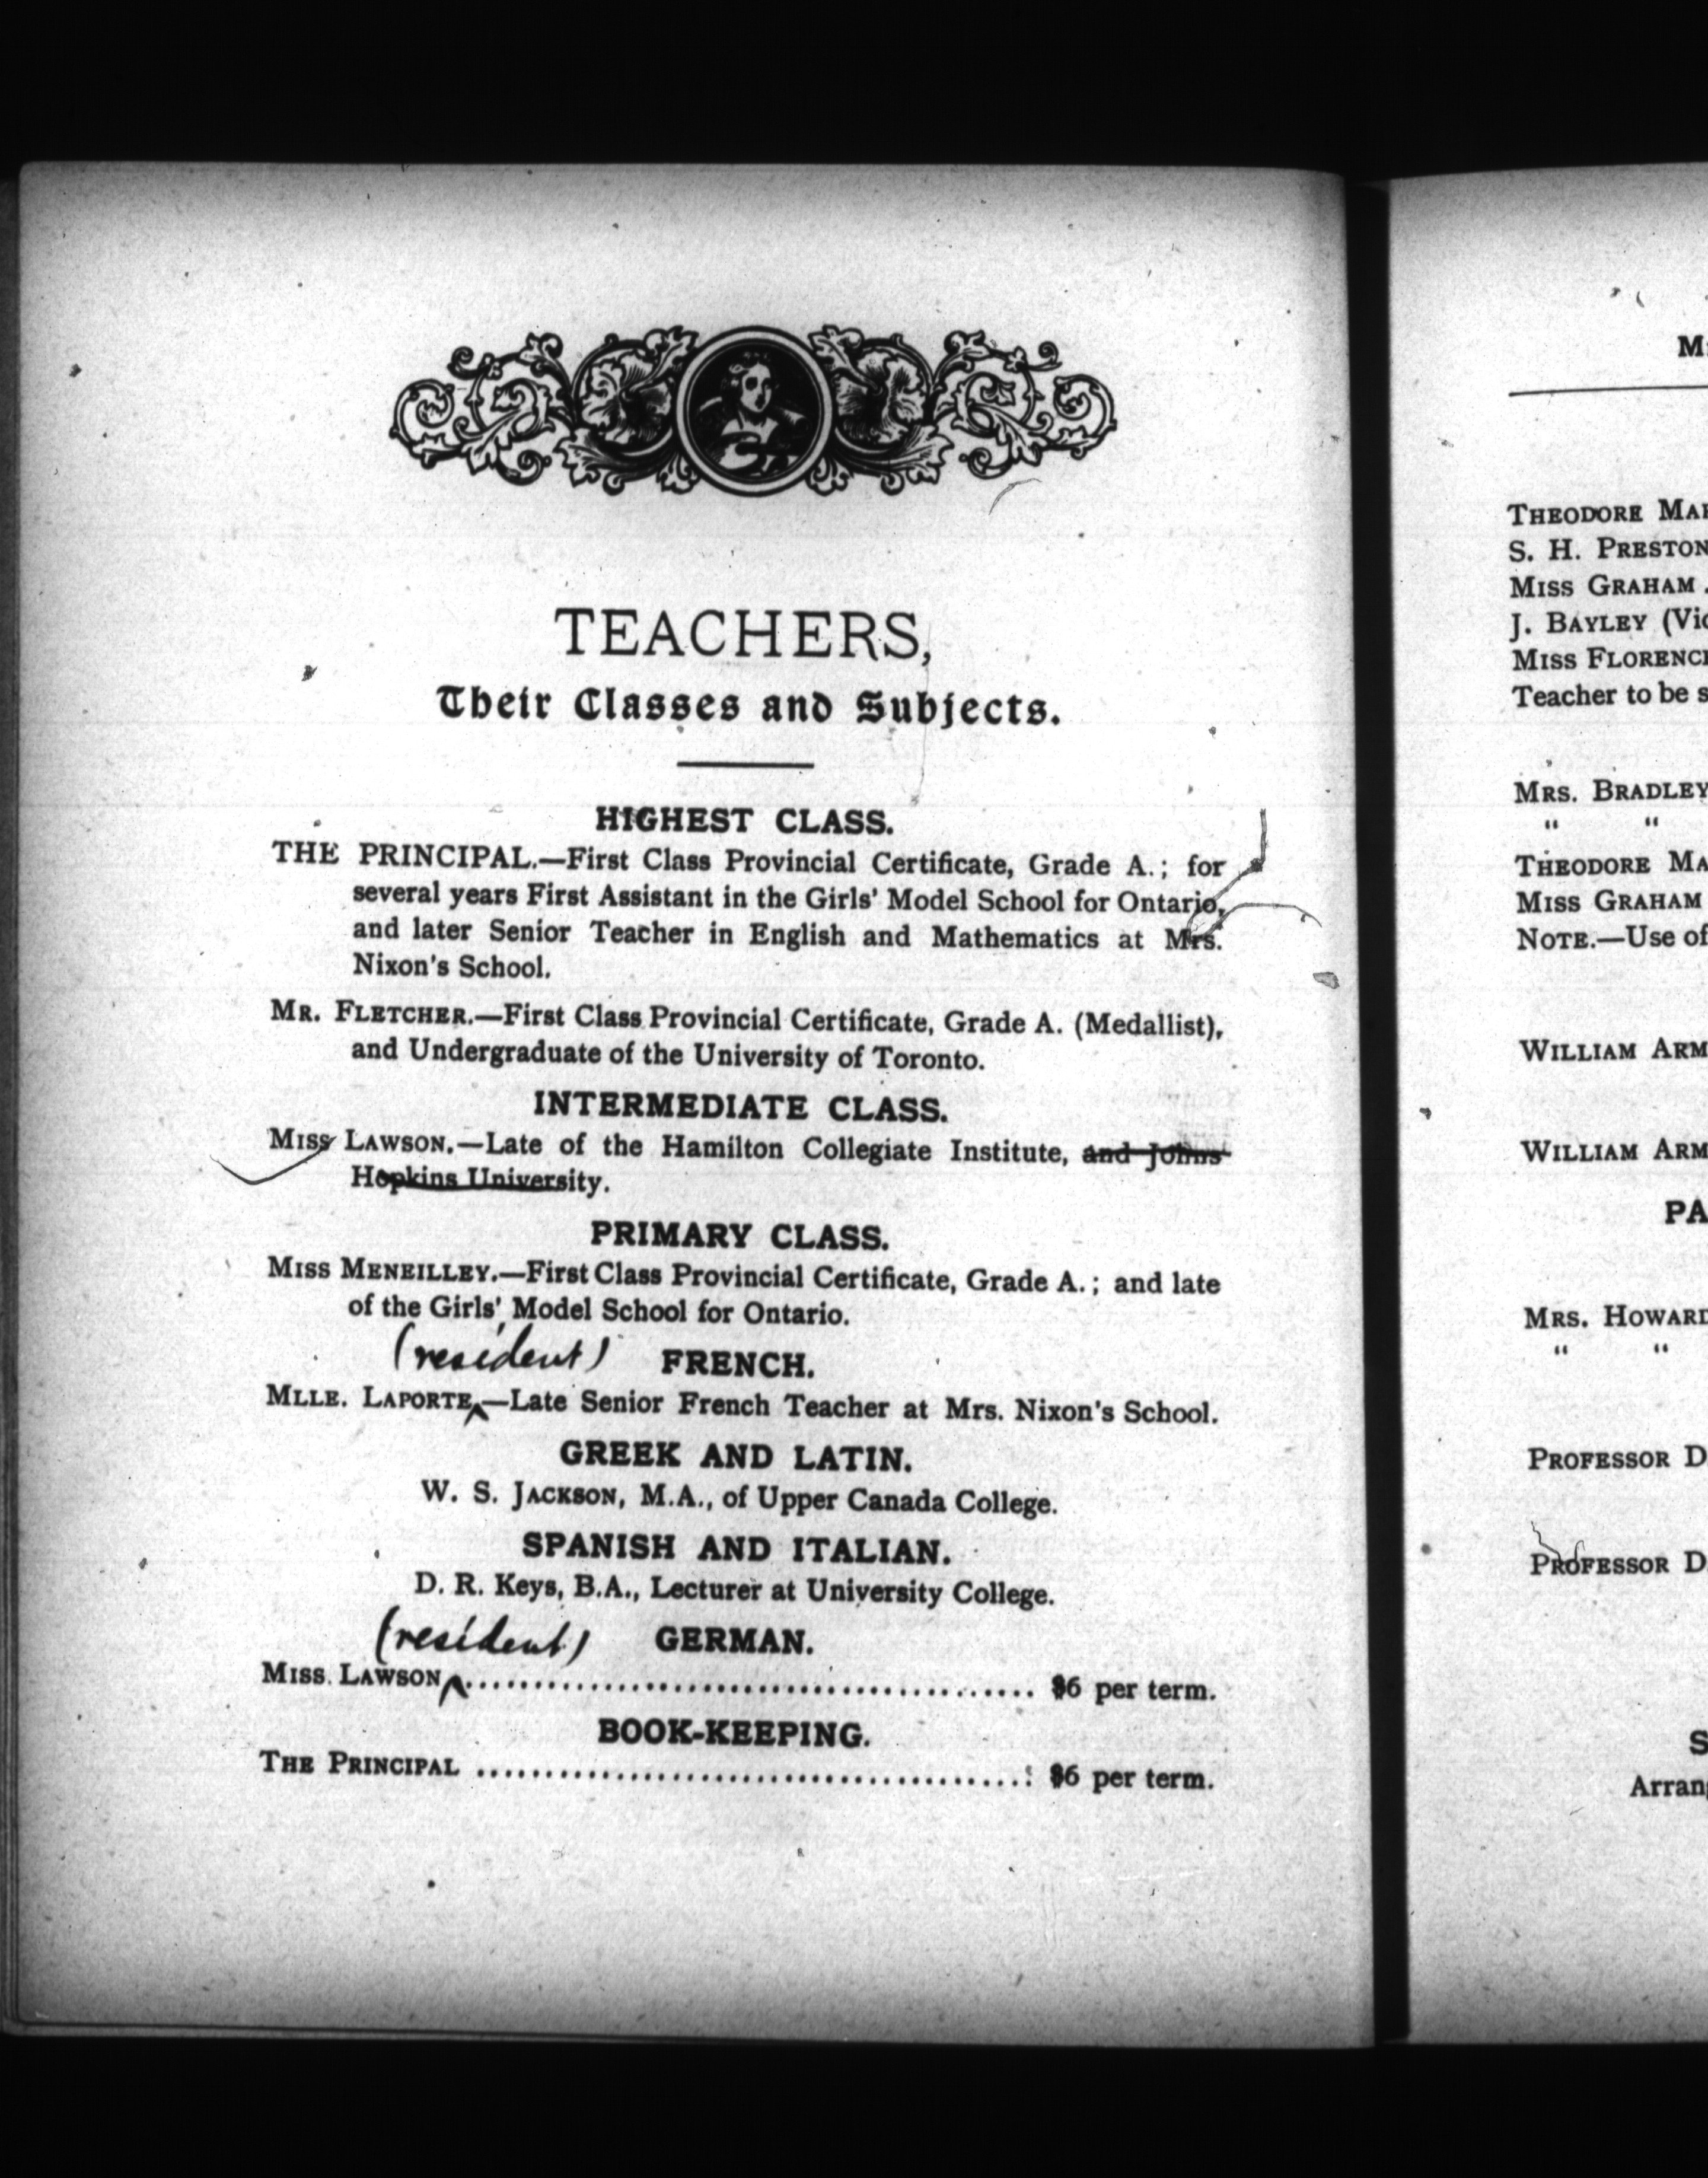 TEACHERS,
Their Classes and Subjects.
HIGHEST CLASS.
THE PRINCIPAL.—First Class Provincial Certificate, Grade A.; for
several years First Assistant in the Girls' Model School for Ontario,
and later Senior Teacher in English and Mathematics at Mrs.
Nixon's School.
MR. FLETCHER.—First Class Provincial Certificate, Grade A. (Medallist),
and Undergraduate of the University of Toronto.
INTERMEDIATE CLASS.
MISS LAWSON.—Late of the Hamilton Collegiate Institute, and Johns
Hopkins University.
PRIMARY CLASS.
MISS MENEILLEY.—First Class Provincial Certificate, Grade A.; and late
of the Girls' Model School for Ontario.
(resident) FRENCH.
MLLE. LAPORTE‸—Late Senior French Teacher at Mrs. Nixon's School.
GREEK AND LATIN.
W. S. JACKSON, M.A., of Upper Canada College.
SPANISH AND ITALIAN.
D. R. Keys, B.A., Lecturer at University College.
(resident) GERMAN.
MISS LAWSON‸........................................ $6 per term.
BOOK-KEEPING.
THE PRINCIPAL ........................................ $6 per term.
THEODORE
S. H. PRESTON
MISS GRAHAM
J. BAYLEY
MISS
Teacher to be
MRS. BRADLEY
" "
THEODORE
MISS GRAHAM
NOTE.—Use of
WILLIAM
WILLIAM
MRS. HOWARD
" "
PROFESSOR D
PROFESSOR D